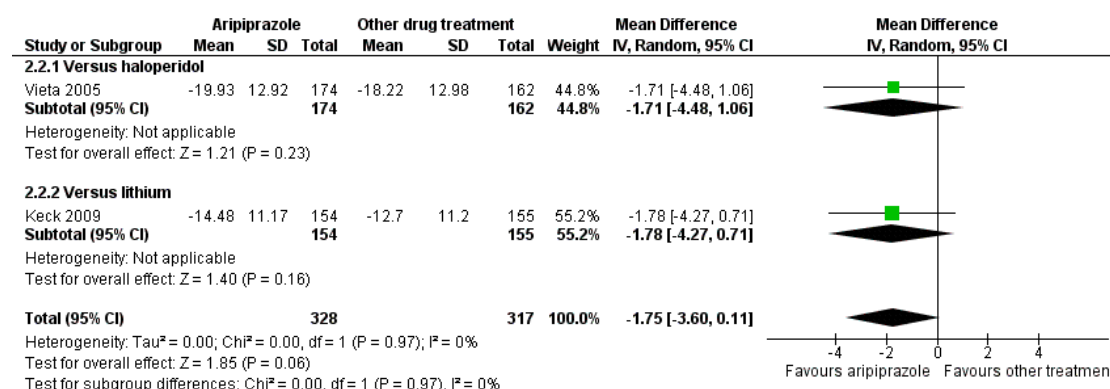 Aripiprazole Other drug treatment Mean Difference Mean Difference
Study or Subgroup Mean SD Total Mean SD Total Weight IV, Random, 95% CI IV, Random, 95% CI
2.2.1 Versus haloperidol
Vieta 2005 -19.93 12.92 174 -18.22 12.98 162 44.8% -1.71 [-4.48, 1.06]
Subtotal (95% CI) 174 162 44.8% -1.71 [-4.48, 1.06]
Heterogeneity: Not applicable
Test for overall effect: Z = 1.21 (P = 0.23)
2.2.2 Versus lithium
Keck 2009 -14.48 11.17 154 -12.7 11.2 155 55.2% -1.78 [-4.27, 0.71]
Subtotal (95% CI) 154 155 55.2% -1.78 [-4.27, 0.71]
Heterogeneity: Not applicable
Test for overall effect: Z = 1.40 (P = 0.16)
Total (95% CI) 328 317 100.0% -1.75 [-3.60, 0.11]
Heterogeneity: Tau² = 0.00; Chi² = 0.00, df = 1 (P = 0.97); I² = 0%
Test for overall effect: Z = 1.85 (P = 0.06)
Test for subgroup differences: Chi² = 0.00, df = 1 (P = 0.97), I² = 0%
-4 -2 0 2 4
Favours aripiprazole Favours other treatmen